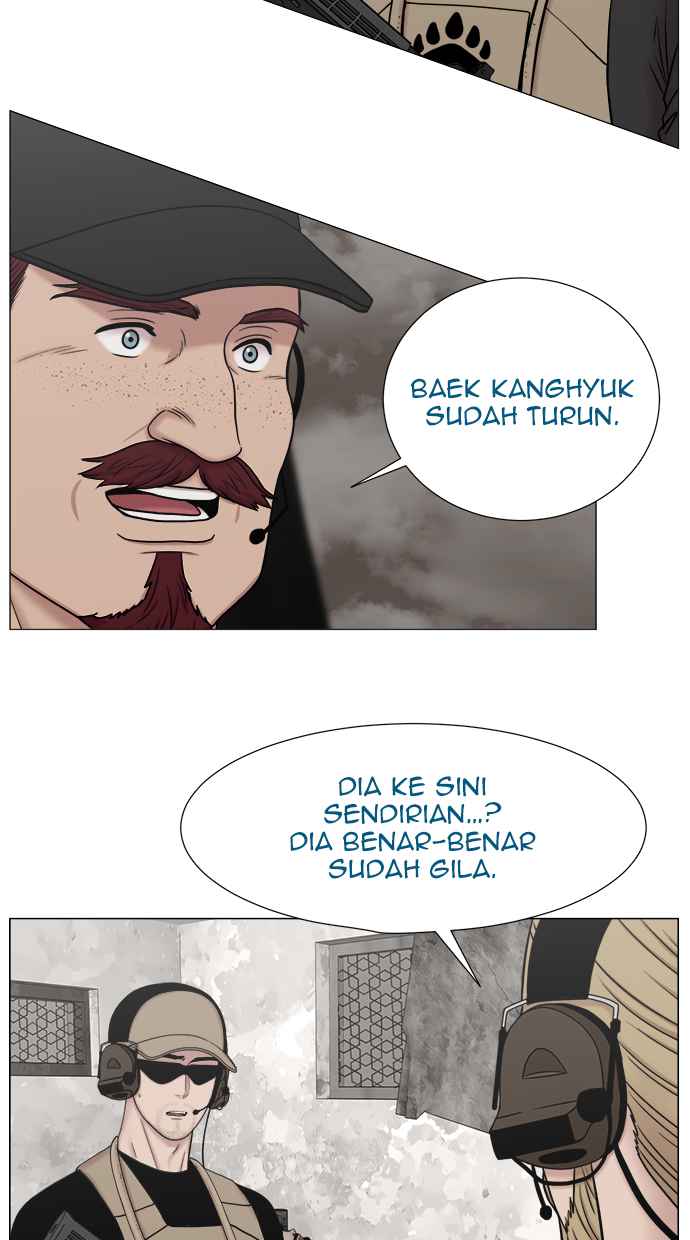 BAEK KANGHYUK
SUDAH TURUN.
DIA KE SINI
SENDIRIAN...?
DIA BENAR-BENAR
SUDAH GILA.